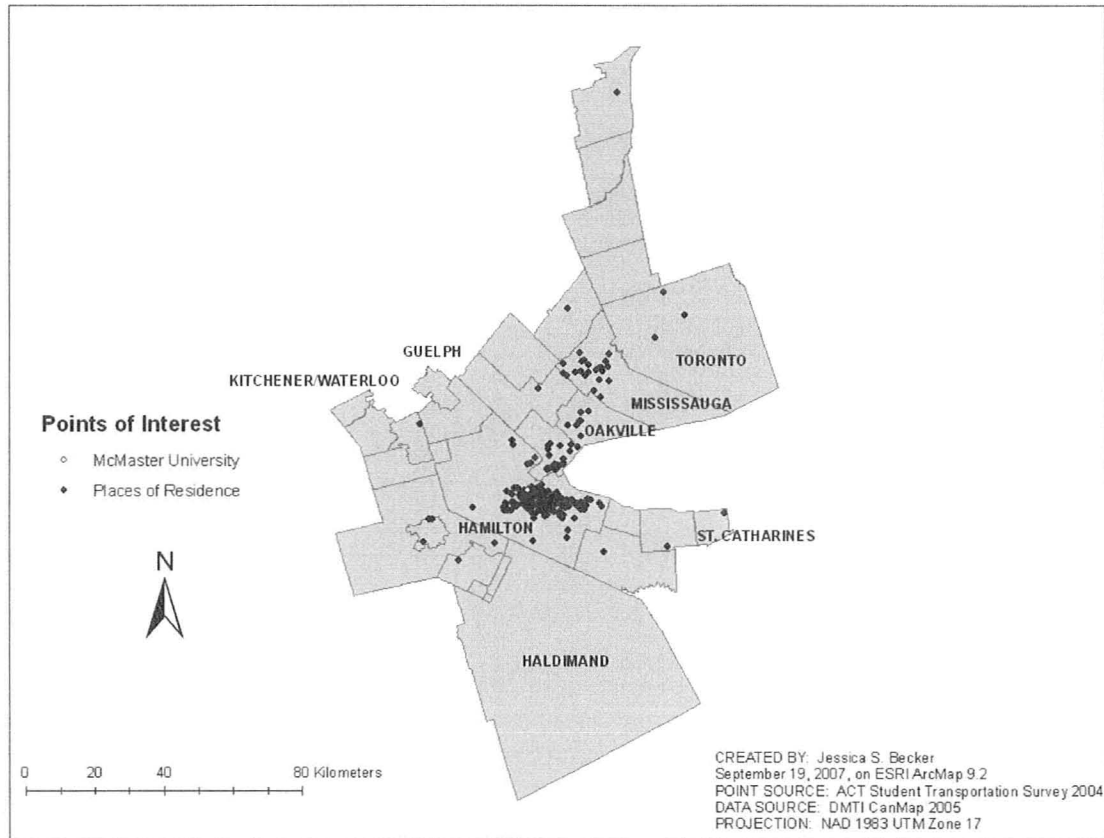 GUELPH
KITCHENER/WATERLOO
TORONTO
MISSISSAUGA
OAKVILLE
HAMILTON
ST. CATHARINES
HALDIMAND
Points of Interest
McMaster University
Places of Residence
N
0 20 40 80 Kilometers
CREATED BY: Jessica S. Becker
September 19, 2007, on ESRI ArcMap 9.2
POINT SOURCE: ACT Student Transportation Survey 2004
DATA SOURCE: DMTI CanMap 2005
PROJECTION: NAD 1983 UTM Zone 17